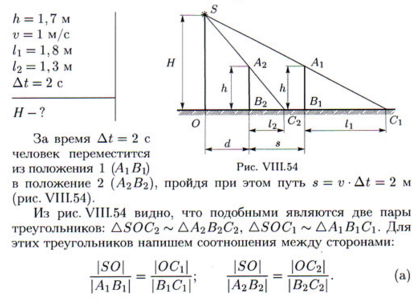 h = 1,7 м
v = 1 м/с
l₁ = 1,8 м
l₂ = 1,3 м
Δt = 2 с
H – ?
S
H
A₂
A₁
h
h
B₂
B₁
O
C₂
C₁
l₂
l₁
d
s
Рис. VIII.54
За время Δt = 2 с
человек переместится
из положения 1 (A₁B₁)
в положение 2 (A₂B₂), пройдя при этом путь s = v · Δt = 2 м
(рис. VIII.54).
Из рис. VIII.54 видно, что подобными являются две пары
треугольников: △SOC₂ ~ △A₂B₂C₂, △SOC₁ ~ △A₁B₁C₁. Для
этих треугольников напишем соотношения между сторонами:
|SO|/|A₁B₁| = |OC₁|/|B₁C₁|; |SO|/|A₂B₂| = |OC₂|/|B₂C₂|. (а)